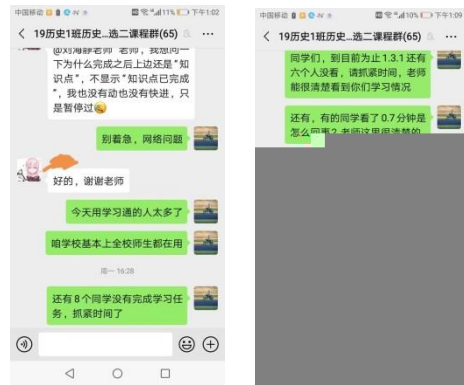 中国移动
11%
下午1:02
19历史1班历史...选二课程群(65)
@刘海静老师 老师，我想问一
下为什么完成之后上边还是"知
识点"，不显示"知识点已完成
"，我也没有动也没有快进，只
是暂停过
别着急，网络问题
好的，谢谢老师
今天用学习通的人太多了
咱学校基本上全校师生都在用
周一 16:28
还有8个同学没有完成学习任
务，抓紧时间了
中国移动
10%
下午1:09
19历史1班历史...选二课程群(65)
同学们，到目前为止1.3.1还有
六个人没看，请抓紧时间，老师
能很清楚看到你们学习情况
还有，有的同学看了0.7分钟是
怎么回事？老师这里很清楚的